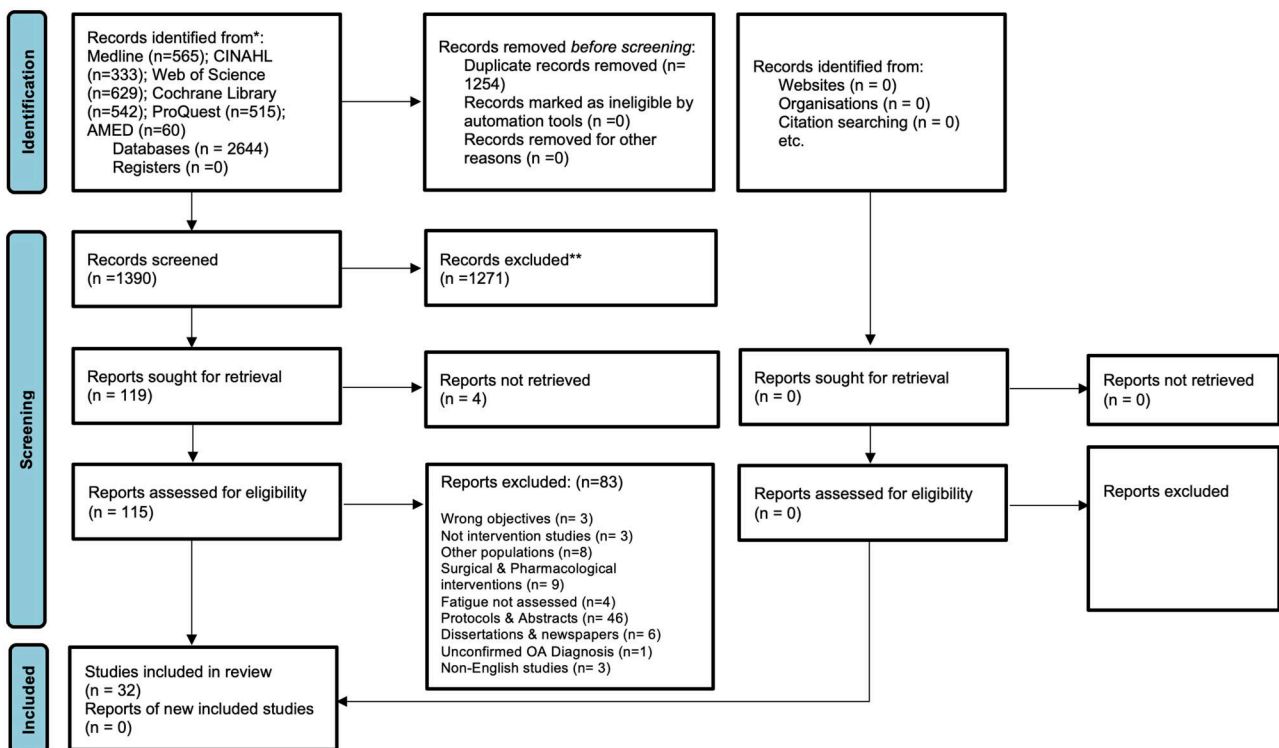 Identification
Records identified from*:
Medline (n=565); CINAHL
(n=333); Web of Science
(n=629); Cochrane Library
(n=542); ProQuest (n=515);
AMED (n=60)
Databases (n = 2644)
Registers (n =0)
Records removed before screening:
Duplicate records removed (n=
1254)
Records marked as ineligible by
automation tools (n =0)
Records removed for other
reasons (n =0)
Records identified from:
Websites (n = 0)
Organisations (n = 0)
Citation searching (n = 0)
etc.
Screening
Records screened
(n =1390)
Records excluded**
(n =1271)
Reports sought for retrieval
(n = 119)
Reports not retrieved
(n = 4)
Reports sought for retrieval
(n = 0)
Reports not retrieved
(n = 0)
Reports assessed for eligibility
(n = 115)
Reports excluded: (n=83)
Wrong objectives (n= 3)
Not intervention studies (n= 3)
Other populations (n=8)
Surgical & Pharmacological
interventions (n= 9)
Fatigue not assessed (n=4)
Protocols & Abstracts (n= 46)
Dissertations & newspapers (n= 6)
Unconfirmed OA Diagnosis (n=1)
Non-English studies (n= 3)
Reports assessed for eligibility
(n = 0)
Reports excluded
Included
Studies included in review
(n = 32)
Reports of new included studies
(n = 0)